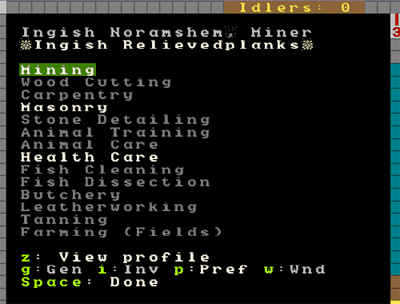 Idlers: 0
Ingish Noramshem, Miner
☼Ingish Relievedplanks☼
Mining
Wood Cutting
Carpentry
Masonry
Stone Detailing
Animal Training
Animal Care
Health Care
Fish Cleaning
Fish Dissection
Butchery
Leatherworking
Tanning
Farming (Fields)
z: View profile
g:Gen i:Inv p:Pref w:Wnd
Space: Done